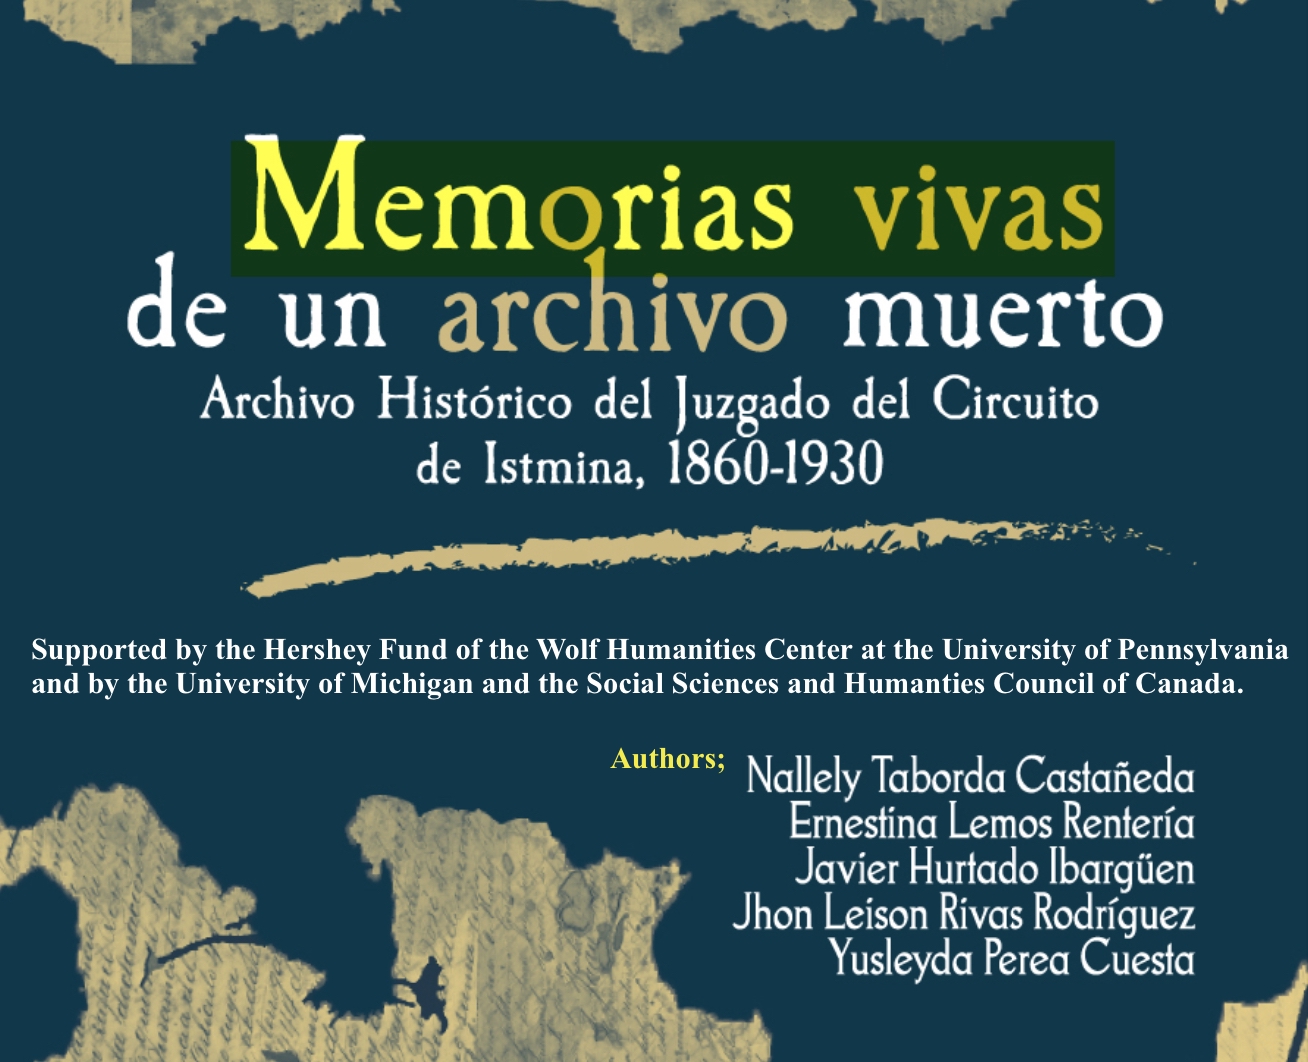 Memorias vivas
de un archivo muerto
Archivo Histórico del Juzgado del Circuito
de Istmina, 1860-1930
Supported by the Hershey Fund of the Wolf Humanities Center at the University of Pennsylvania
and by the University of Michigan and the Social Sciences and Humanties Council of Canada.
Authors;
Nallely Taborda Castañeda
Ernestina Lemos Rentería
Javier Hurtado Ibargüen
Jhon Leison Rivas Rodríguez
Yusleyda Perea Cuesta